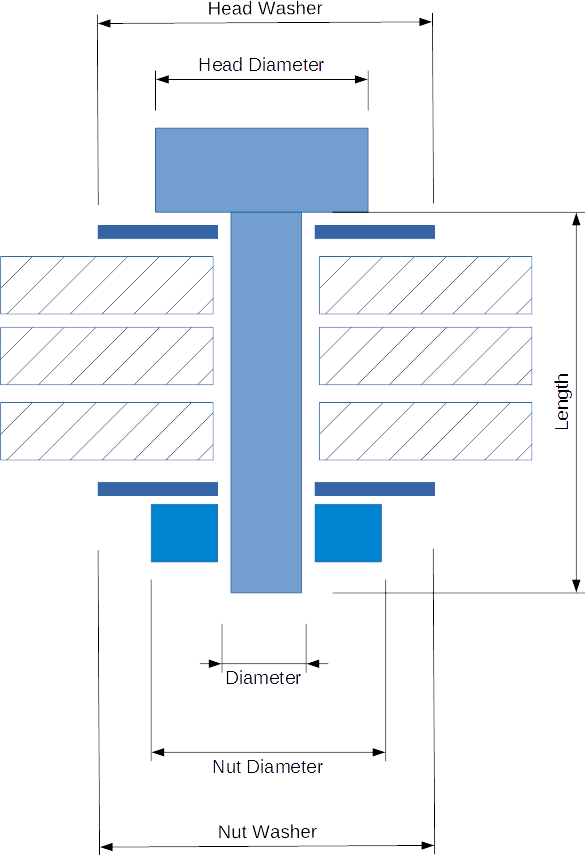 Head Washer
Head Diameter
Length
Diameter
Nut Diameter
Nut Washer